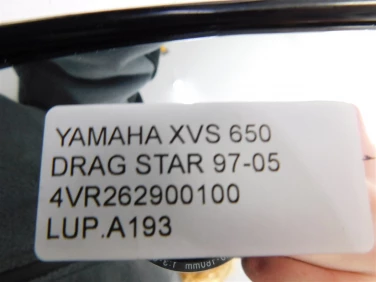 YAMAHA XVS 650
DRAG STAR 97-05
4VR262900100
LUP.A193